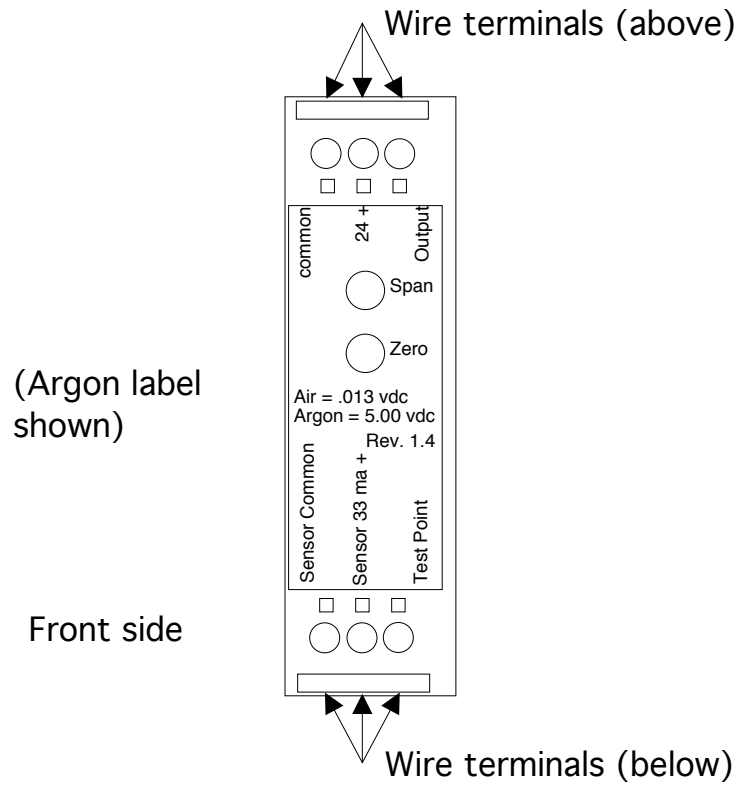 Wire terminals (above)
common
24 +
Output
Span
Zero
(Argon label
shown)
Air = .013 vdc
Argon = 5.00 vdc
Rev. 1.4
Sensor Common
Sensor 33 ma +
Test Point
Front side
Wire terminals (below)